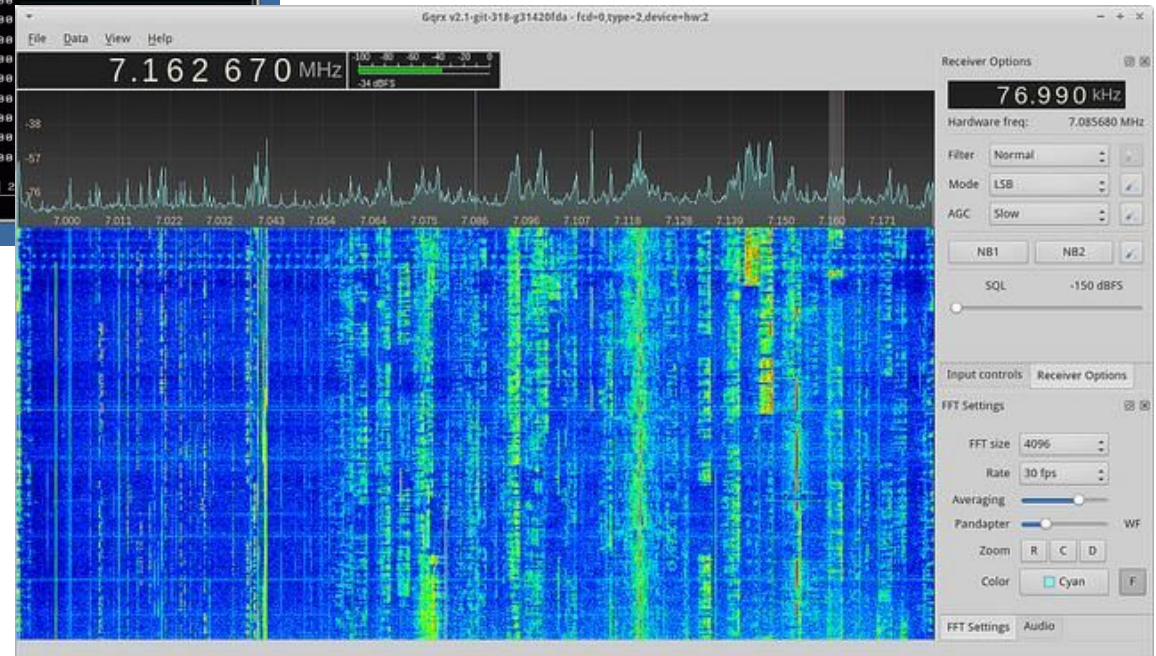 Gqrx v2.1-git-318-g31420fda - fcd=0,type=2,device=hw:2
File Data View Help
7.162 670 MHz
-100 -80 -60 -40 -20 0
-34 dBFS
-38
-57
-76
7.000 7.011 7.022 7.032 7.043 7.054 7.064 7.075 7.086 7.096 7.107 7.118 7.128 7.139 7.150 7.160 7.171
Receiver Options
76.990 kHz
Hardware freq: 7.085680 MHz
Filter Normal
Mode LSB
AGC Slow
NB1 NB2
SQL -150 dBFS
Input controls Receiver Options
FFT Settings
FFT size 4096
Rate 30 fps
Averaging
Pandapter WF
Zoom R C D
Color Cyan F
FFT Settings Audio